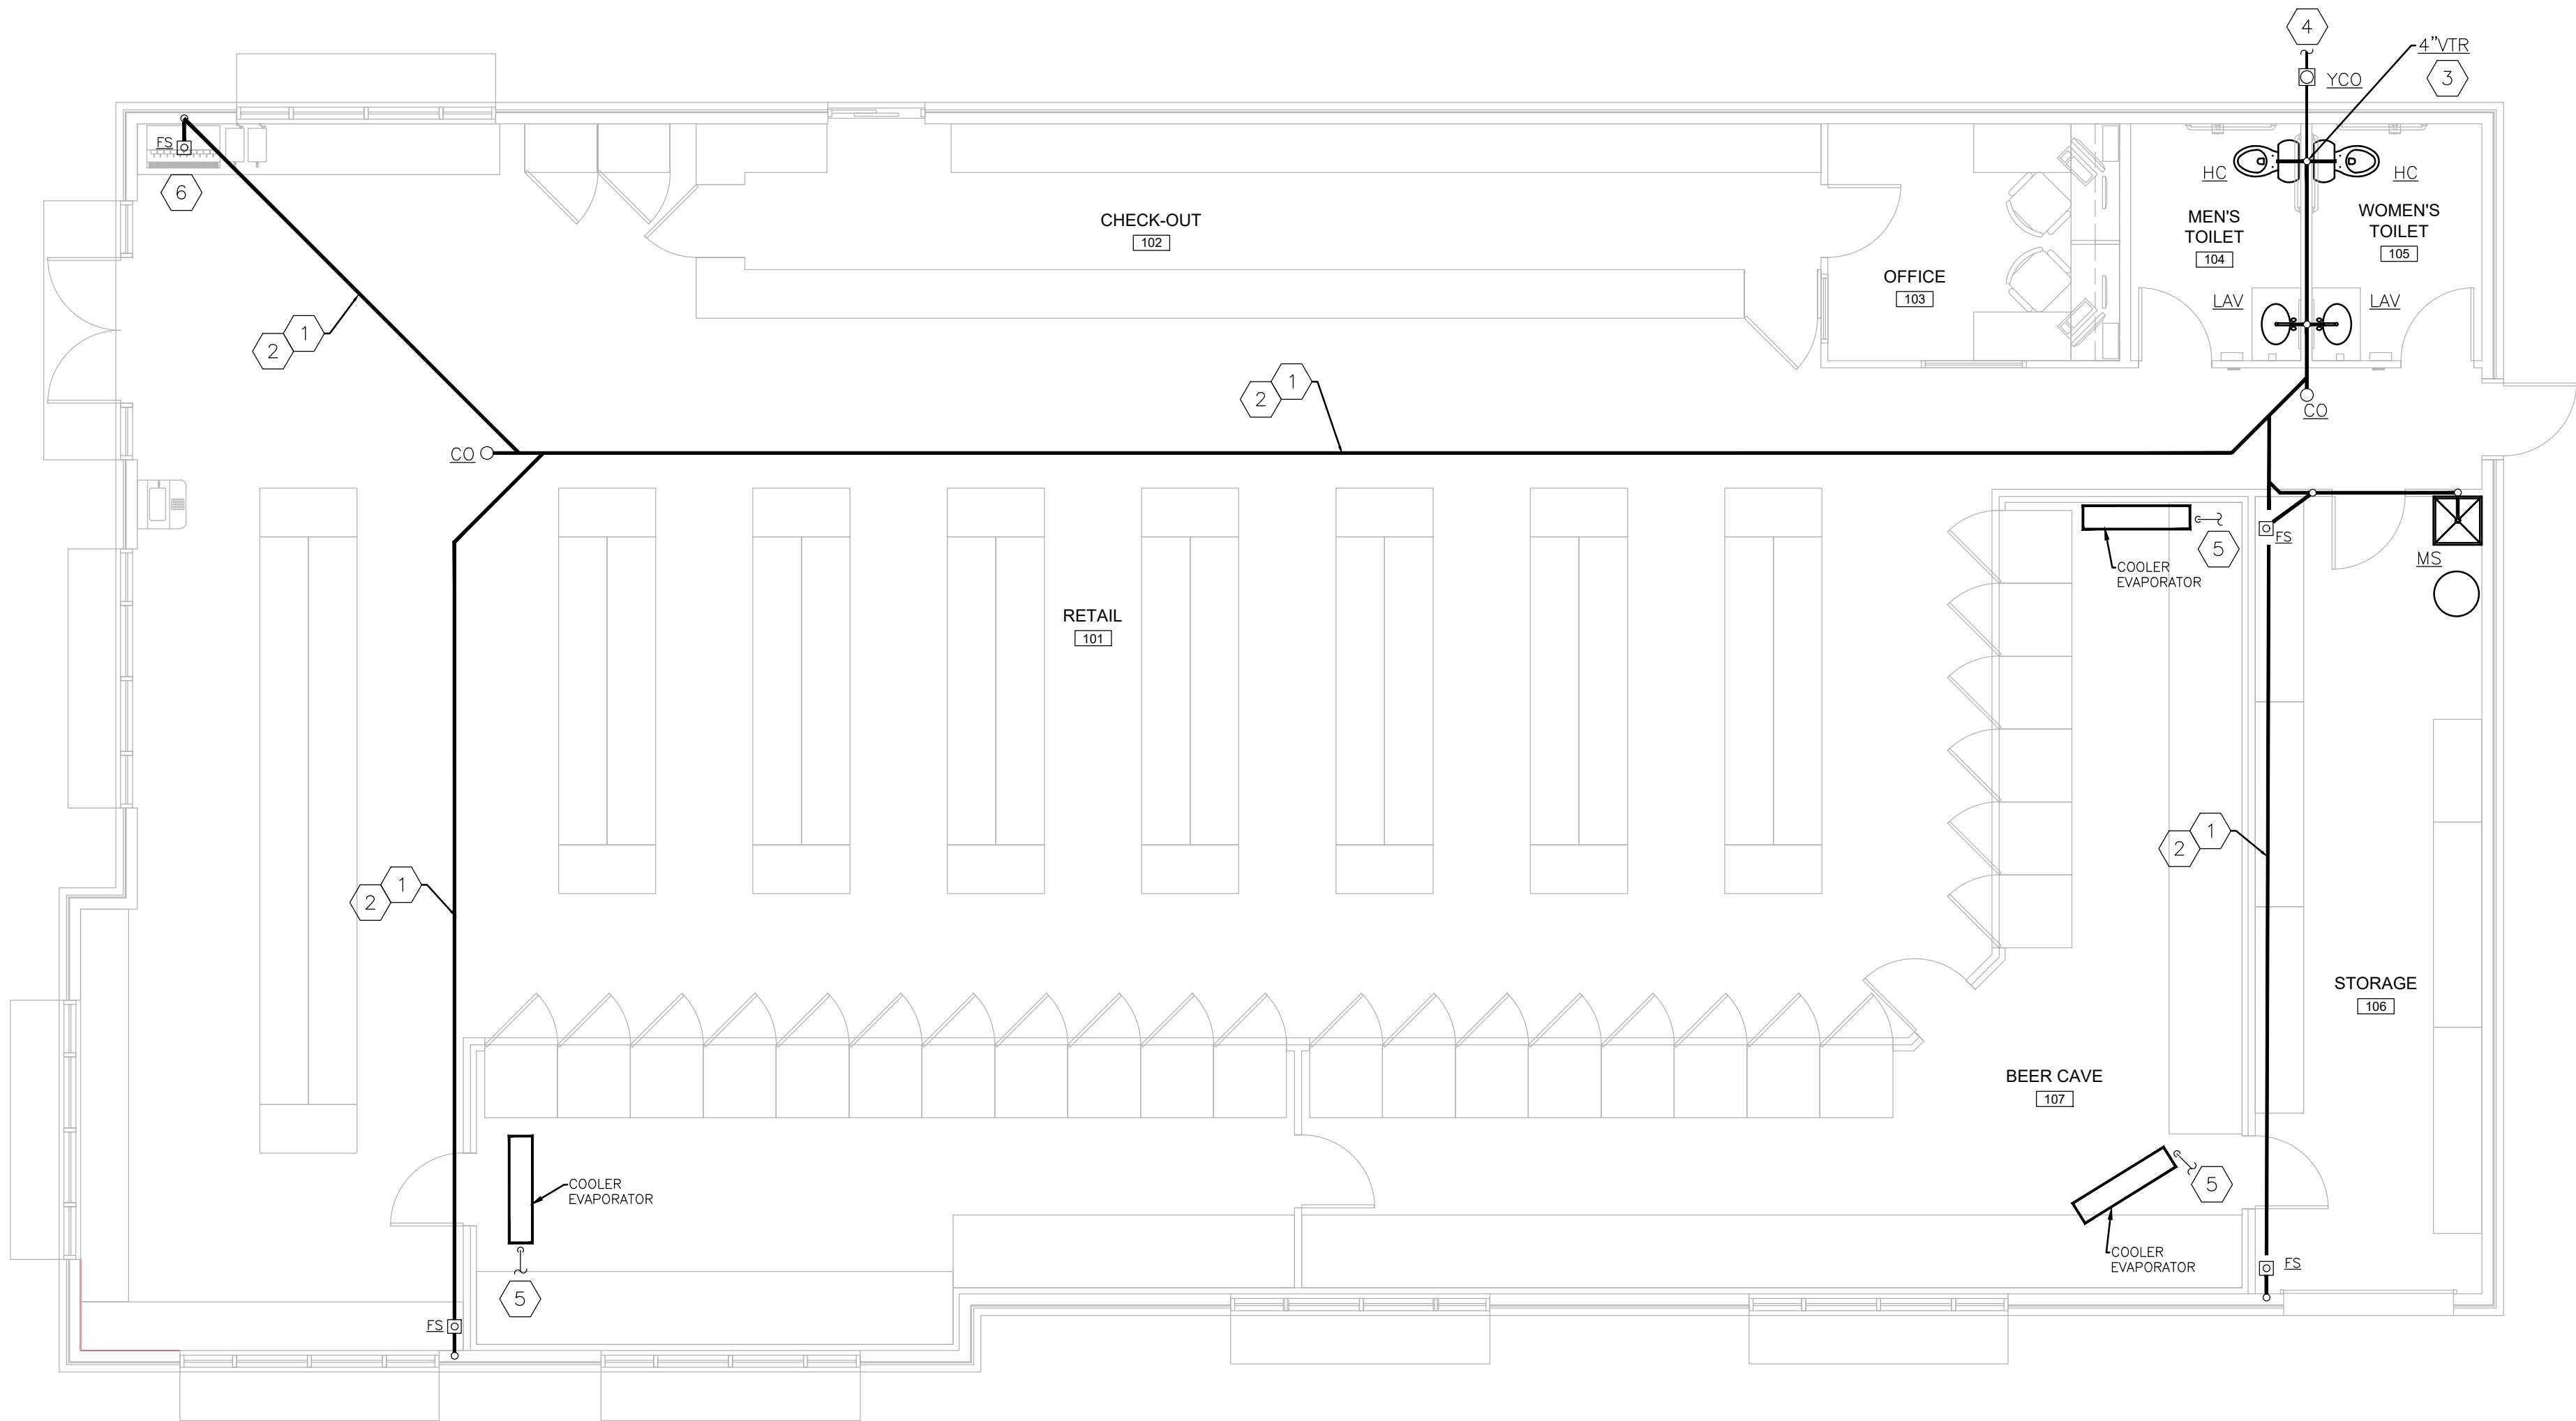 4
4"VTR
3
YCO
FS
6
HC
HC
CHECK-OUT
102
MEN'S
TOILET
104
WOMEN'S
TOILET
105
OFFICE
103
LAV
LAV
1
2
1
2
CO
CO
FS
5
MS
COOLER
EVAPORATOR
RETAIL
101
1
2
1
2
STORAGE
106
BEER CAVE
107
COOLER
EVAPORATOR
5
COOLER
EVAPORATOR
5
FS
FS